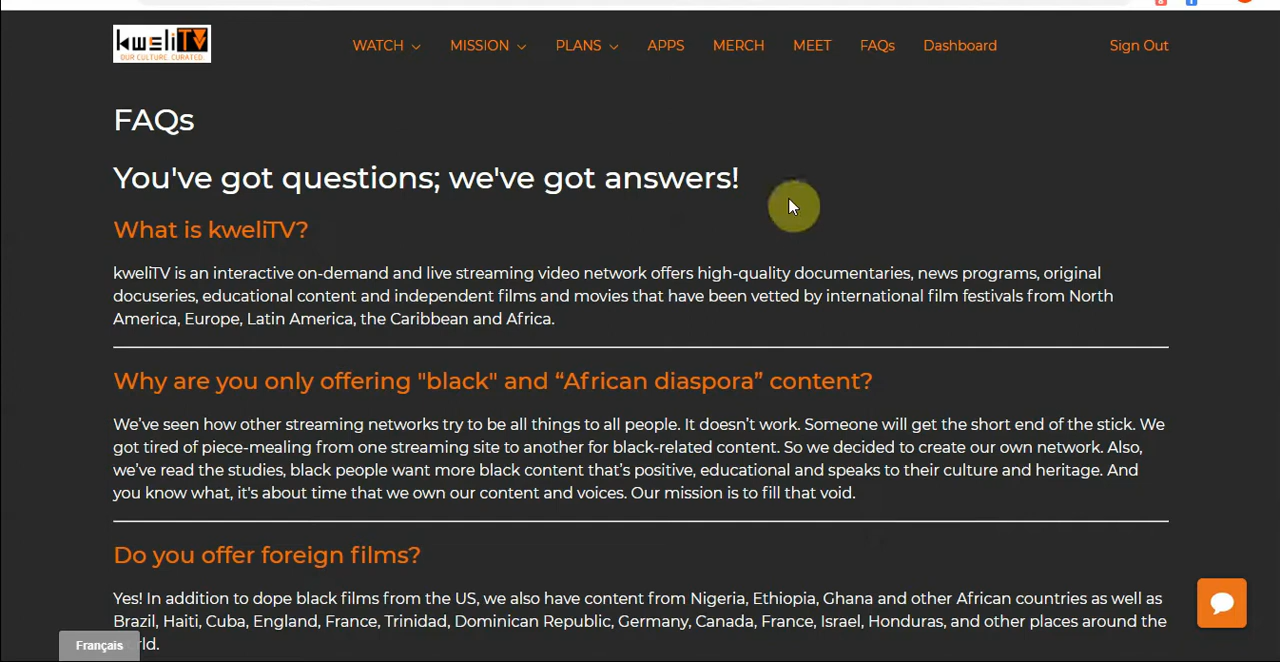 kweliTV
OUR CULTURE, CURATED.
WATCH MISSION PLANS APPS MERCH MEET FAQs Dashboard Sign Out
FAQs
You've got questions; we've got answers!
What is kweliTV?
kweliTV is an interactive on-demand and live streaming video network offers high-quality documentaries, news programs, original
docuseries, educational content and independent films and movies that have been vetted by international film festivals from North
America, Europe, Latin America, the Caribbean and Africa.
Why are you only offering "black" and “African diaspora” content?
We’ve seen how other streaming networks try to be all things to all people. It doesn’t work. Someone will get the short end of the stick. We
got tired of piece-mealing from one streaming site to another for black-related content. So we decided to create our own network. Also,
we’ve read the studies, black people want more black content that’s positive, educational and speaks to their culture and heritage. And
you know what, it's about time that we own our content and voices. Our mission is to fill that void.
Do you offer foreign films?
Yes! In addition to dope black films from the US, we also have content from Nigeria, Ethiopia, Ghana and other African countries as well as
Brazil, Haiti, Cuba, England, France, Trinidad, Dominican Republic, Germany, Canada, France, Israel, Honduras, and other places around the
Français